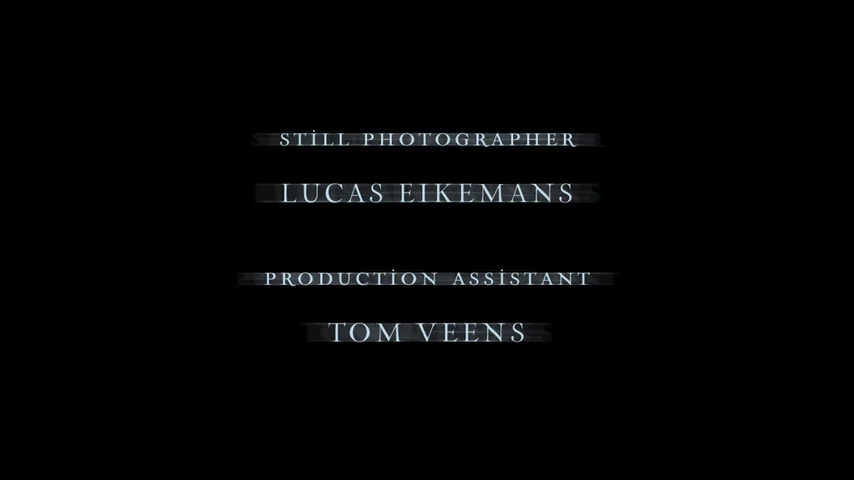 STİLL PHOTOGRAPHER
LUCAS EIKEMANS
PRODUCTİON ASSİSTANT
TOM VEENS